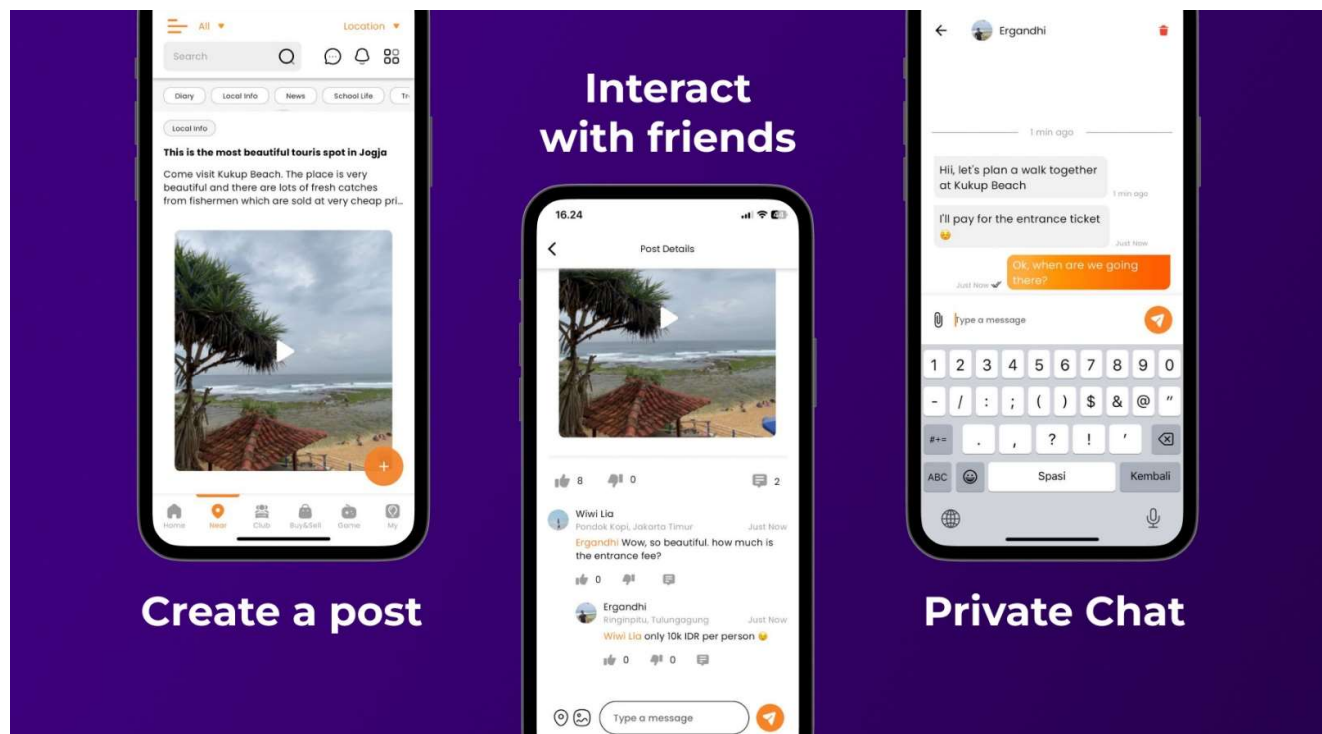 All
Location
Search
Diary
Local Info
News
School Life
Tr
Local Info
This is the most beautiful touris spot in Jogja
Come visit Kukup Beach. The place is very
beautiful and there are lots of fresh catches
from fishermen which are sold at very cheap pri...
Home
Near
Club
Buy&Sell
Game
My
Create a post
Interact
with friends
16.24
Post Details
8
0
2
Wiwi Lia
Pondok Kopi, Jakarta Timur
Just Now
Ergandhi Wow, so beautiful. how much is
the entrance fee?
0
Ergandhi
Ringinpitu, Tulungagung
Just Now
Wiwi Lia only 10k IDR per person 😏
0
0
Type a message
Ergandhi
1 min ago
Hii, let's plan a walk together
at Kukup Beach
1 min ago
I'll pay for the entrance ticket
😏
Just Now
Ok, when are we going
there?
Just Now
Type a message
1 2 3 4 5 6 7 8 9 0
- / : ; ( ) $ & @ "
#+= . , ? ! '
ABC
Spasi
Kembali
Private Chat